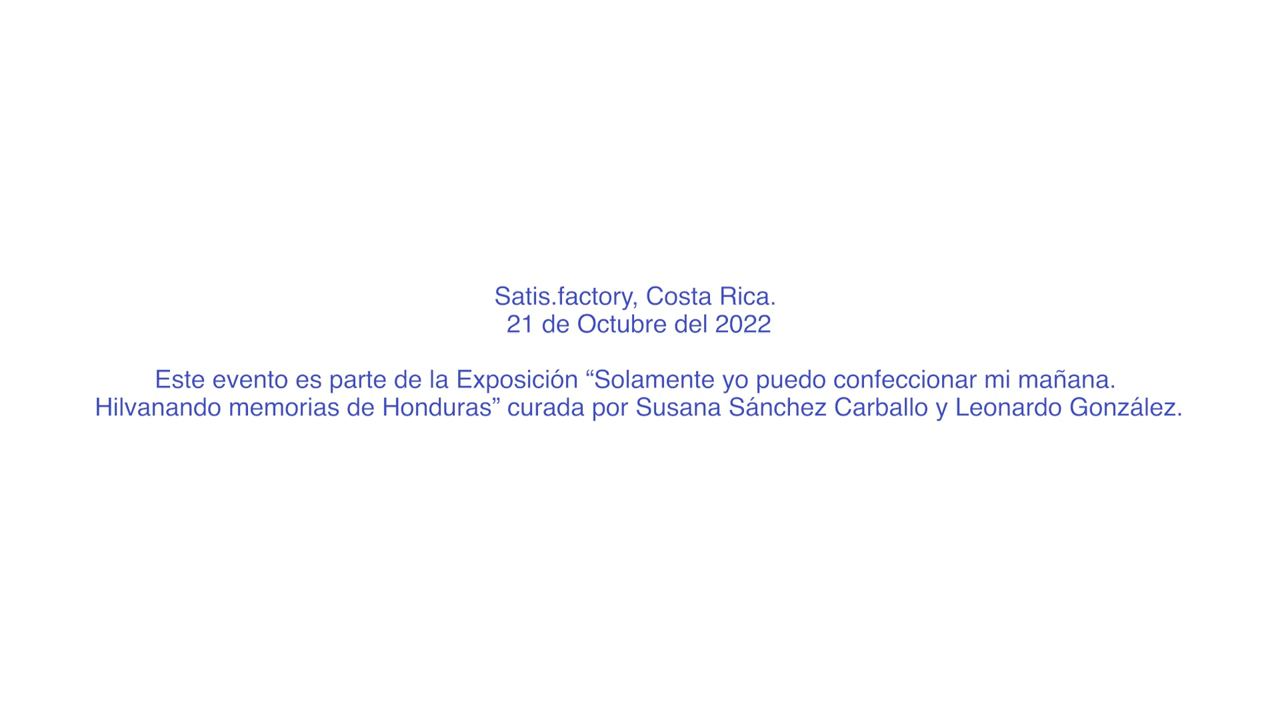 Satis.factory, Costa Rica.
21 de Octubre del 2022
Este evento es parte de la Exposición “Solamente yo puedo confeccionar mi mañana.
Hilvanando memorias de Honduras” curada por Susana Sánchez Carballo y Leonardo González.